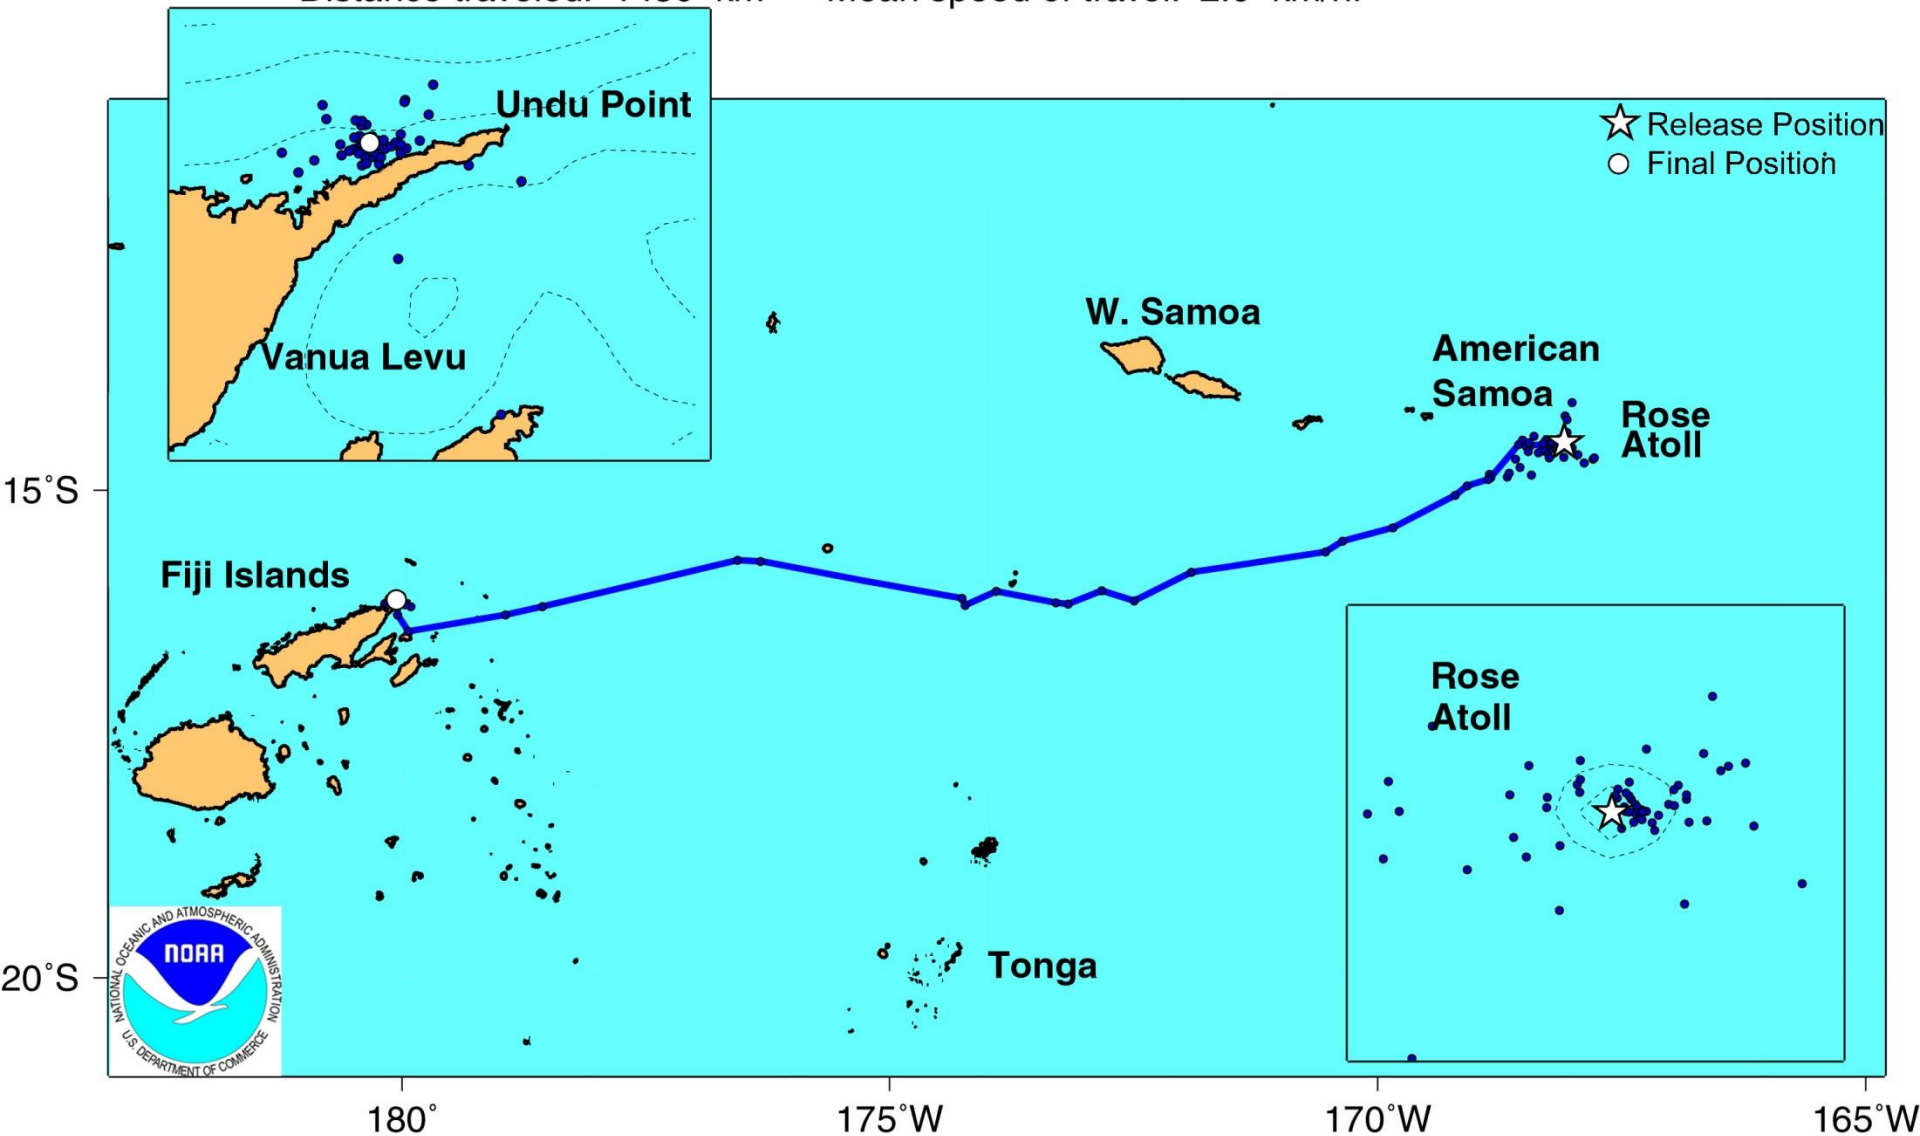 Undu Point
Vanua Levu
Release Position
Final Position
W. Samoa
American
Samoa
Rose
Atoll
15°S
Fiji Islands
Rose
Atoll
Tonga
20°S
NATIONAL OCEANIC AND ATMOSPHERIC ADMINISTRATION
NOAA
U.S. DEPARTMENT OF COMMERCE
180°
175°W
170°W
165°W